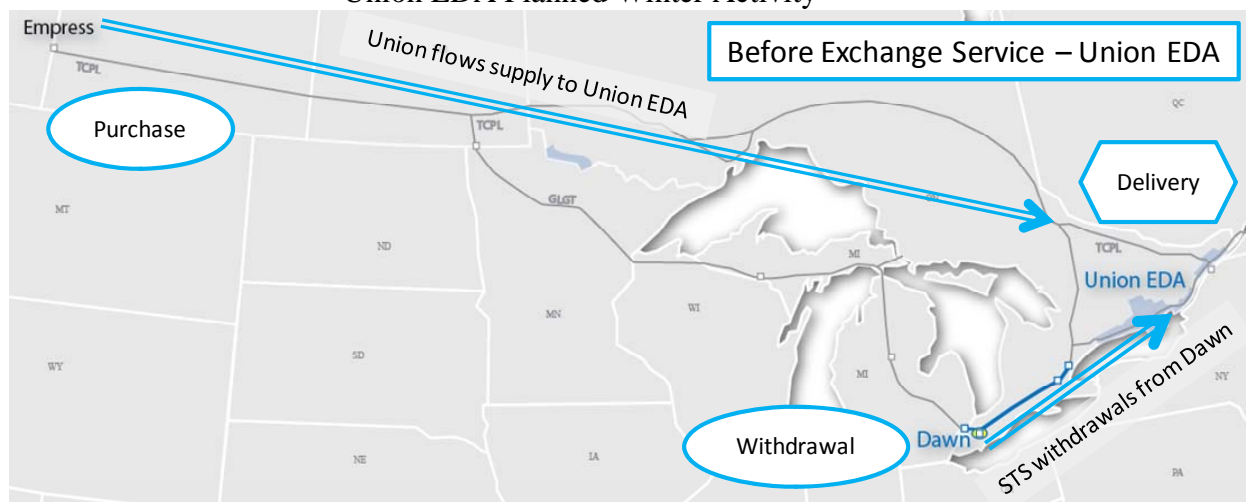 Union EDA Planned Winter Activity
Empress
Union flows supply to Union EDA
Before Exchange Service – Union EDA
TCPL
QC
Purchase
TCPL
Delivery
GLGT
MT
ND
MI
TCPL
Union EDA
MN
WI
SD
WY
MI
NY
STS withdrawals from Dawn
Withdrawal
Dawn
NE
IA
PA